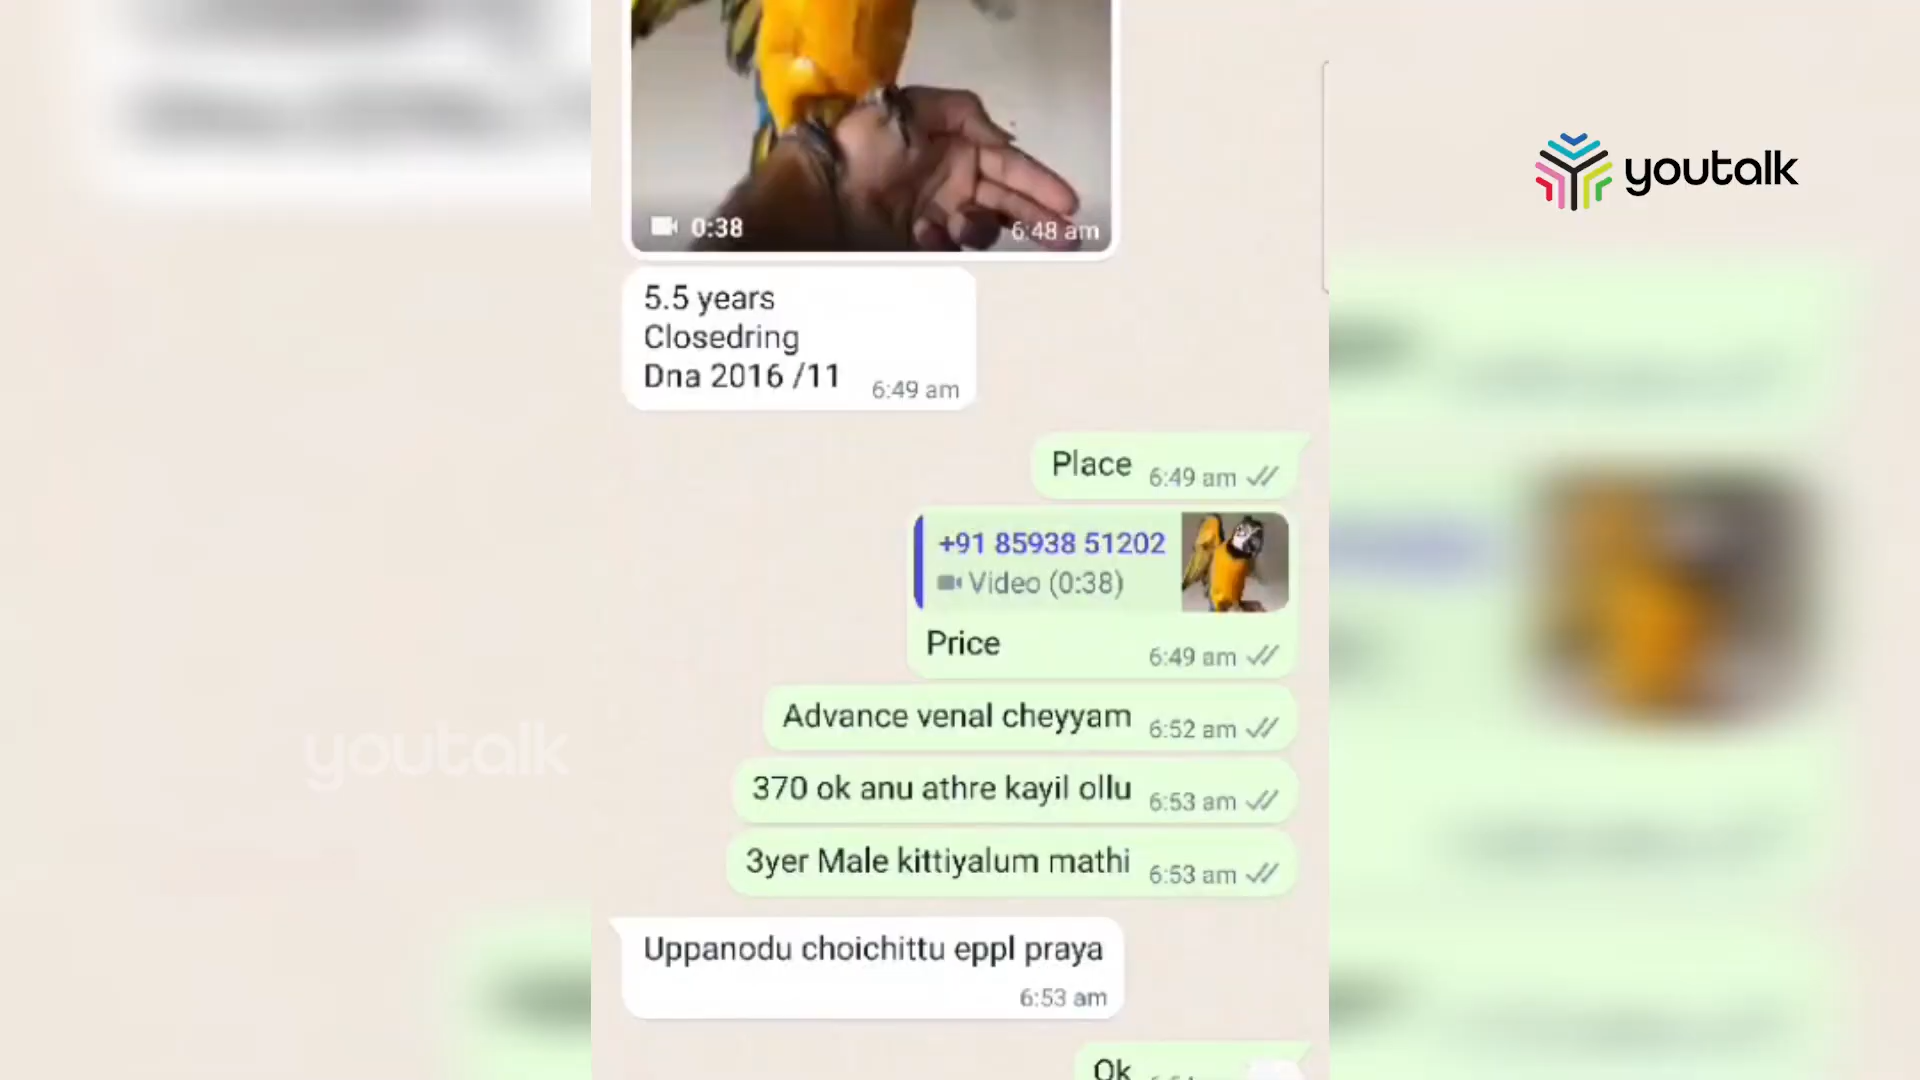 youtalk
0:38
6:48 am
5.5 years
Closedring
Dna 2016 /11
6:49 am
Place
6:49 am
+91 85938 51202
Video (0:38)
Price
6:49 am
Advance venal cheyyam
6:52 am
370 ok anu athre kayil ollu
6:53 am
3yer Male kittiyalum mathi
6:53 am
youtalk
Uppanodu choichittu eppl praya
6:53 am
Ok